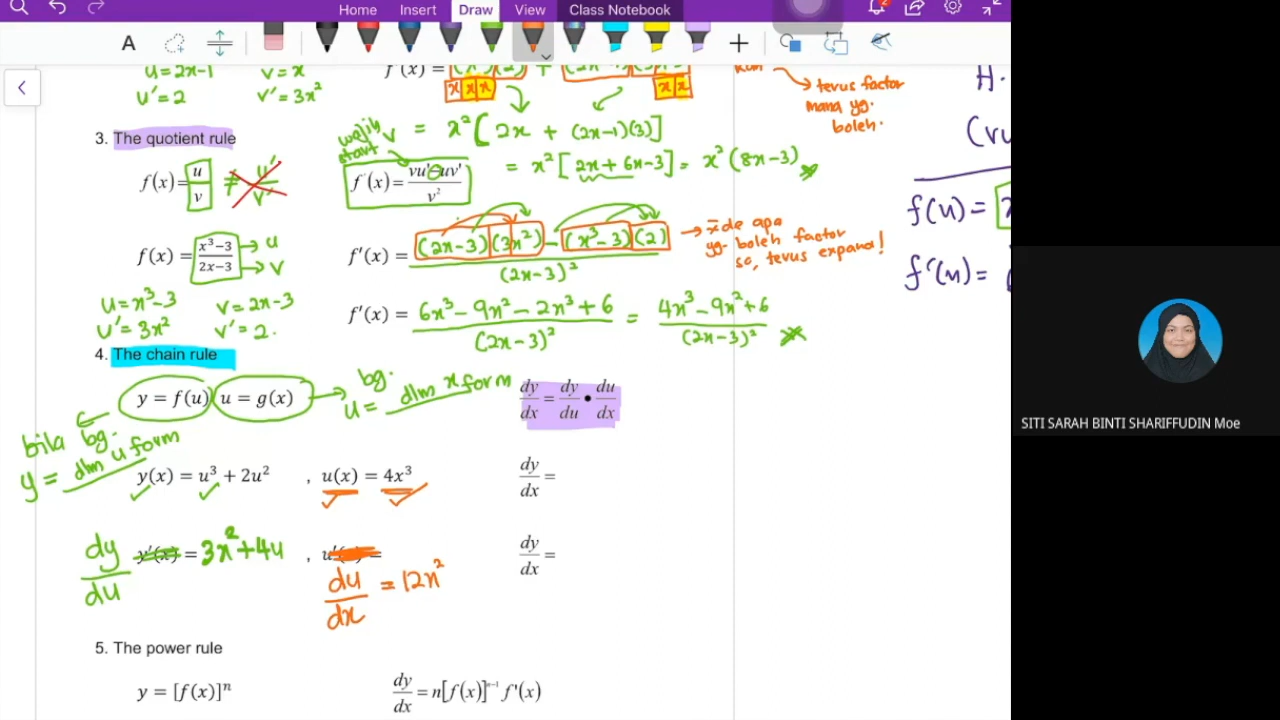 Home Insert Draw View Class Notebook
2
A
u = 2x-1 v = x
f'(x) =
u' = 2 v' = 3x²
x x x x x
terus factor
mana yg.
boleh.
H.
= x² [ 2x + (2x-1)(3)]
3. The quotient rule
wajib
start v
= x² [ 2x + 6x-3] = x² (8x-3)
f(x) = u/v ≠ u'/v'
f'(x) = vu' - uv' / v²
f(u) =
f(x) = x³-3 / 2x-3 → u → v
f'(x) = (2x-3)(3x²) - (x³-3)(2) / (2x-3)²
→ x̄de apa
yg. boleh factor
so, terus expand!
f'(u) =
u = x³-3 v = 2x-3
u' = 3x² v' = 2.
f'(x) = 6x³ - 9x² - 2x³ + 6 / (2x-3)² = 4x³ - 9x² + 6 / (2x-3)²
4. The chain rule
y = f(u) u = g(x) → bg. u = dlm x form
dy/dx = dy/du • du/dx
bila bg.
y = dlm u form
y(x) = u³ + 2u² , u(x) = 4x³ dy/dx =
dy/du = 3x² + 4u , du/dx = 12x² dy/dx =
5. The power rule
y = [f(x)]ⁿ dy/dx = n[f(x)]ⁿ⁻¹ f'(x)
SITI SARAH BINTI SHARIFFUDIN Moe